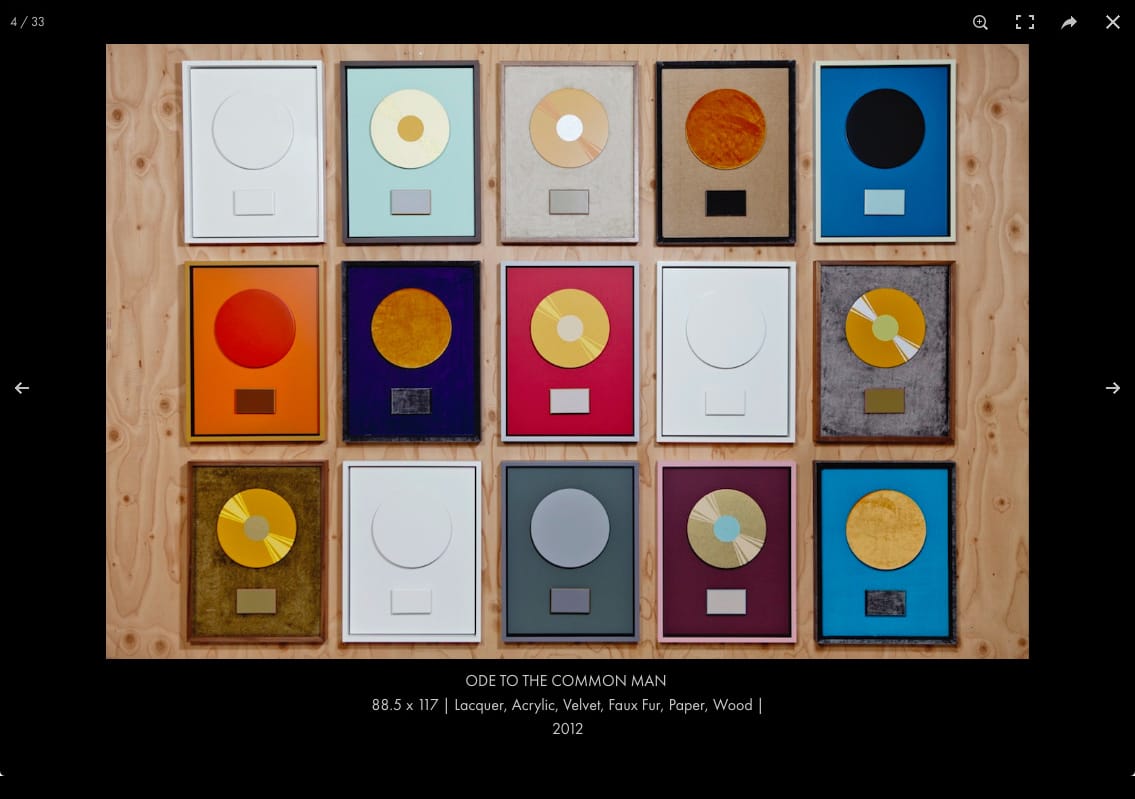 4 / 33
ODE TO THE COMMON MAN
88.5 x 117 | Lacquer, Acrylic, Velvet, Faux Fur, Paper, Wood |
2012